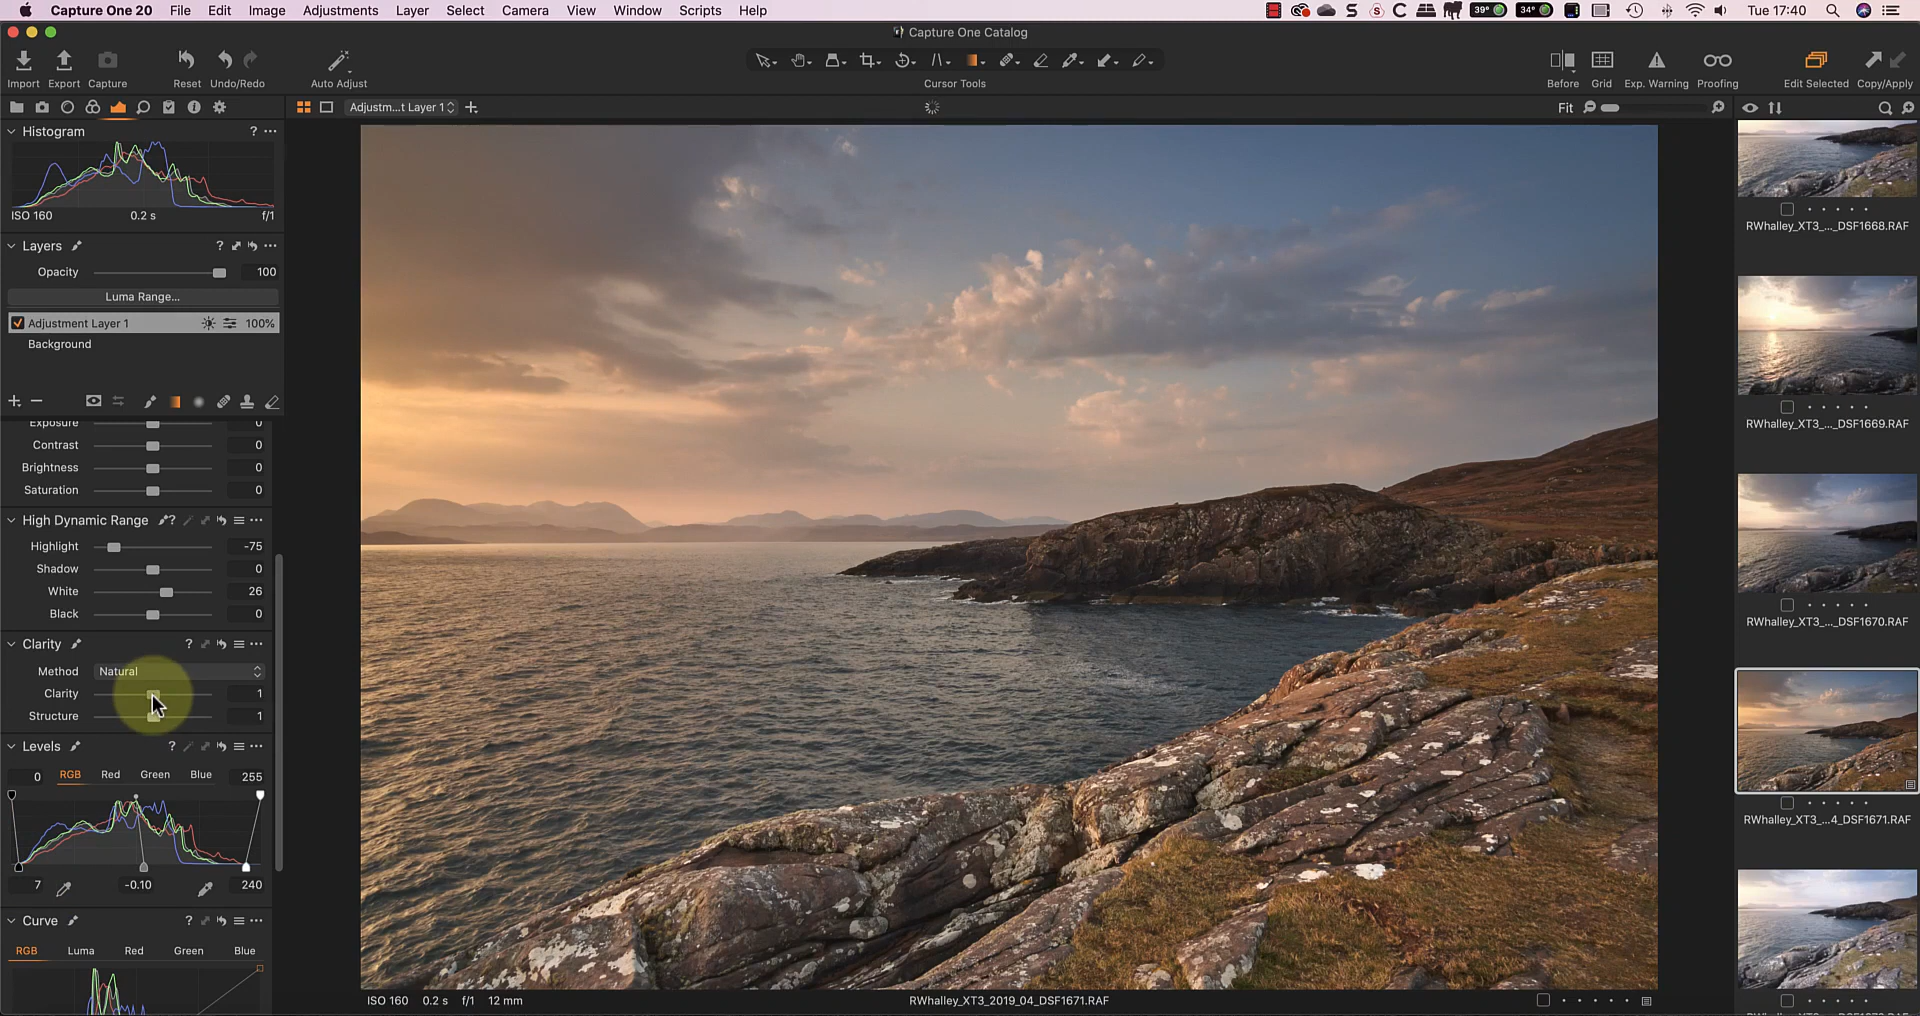 Capture One 20 File Edit Image Adjustments Layer Select Camera View Window Scripts Help 39° 34° Tue 17:40
Capture One Catalog
Import Export Capture Reset Undo/Redo Auto Adjust Cursor Tools Before Grid Exp. Warning Proofing Edit Selected Copy/Apply
Adjustm...t Layer 1 Fit
Histogram ?
ISO 160 0.2 s f/1
Layers ?
Opacity 100
Luma Range...
Adjustment Layer 1 100%
Background
Exposure 0
Contrast 0
Brightness 0
Saturation 0
High Dynamic Range ?
Highlight -75
Shadow 0
White 26
Black 0
Clarity ?
Method Natural
Clarity 1
Structure 1
Levels ?
0 RGB Red Green Blue 255
7 -0.10 240
Curve ?
RGB Luma Red Green Blue
ISO 160 0.2 s f/1 12 mm RWhalley_XT3_2019_04_DSF1671.RAF
RWhalley_XT3_..._DSF1668.RAF
RWhalley_XT3_..._DSF1669.RAF
RWhalley_XT3_..._DSF1670.RAF
RWhalley_XT3_...4_DSF1671.RAF